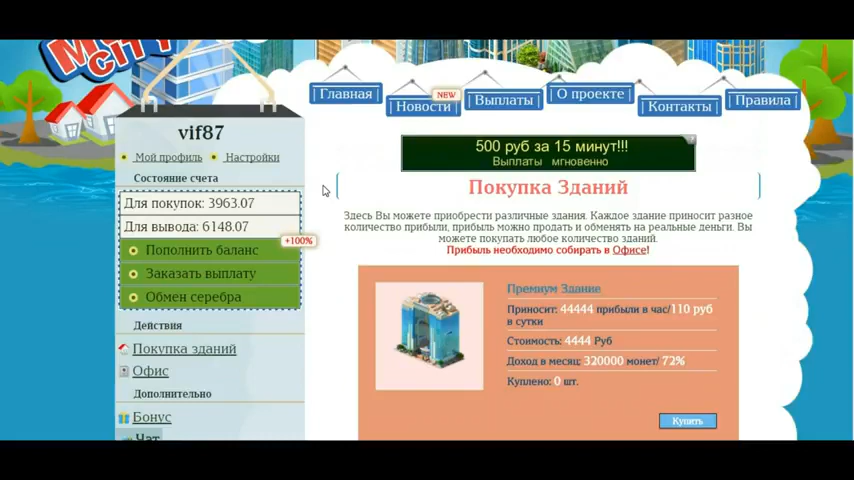 CITY
Главная
Новости
NEW
Выплаты
О проекте
Контакты
Правила
vif87
Мой профиль
Настройки
Состояние счета
Для покупок: 3963.07
Для вывода: 6148.07
+100%
Пополнить баланс
Заказать выплату
Обмен серебра
Действия
Покупка зданий
Офис
Дополнительно
Бонус
Чат
500 руб за 15 минут!!!
?
Выплаты мгновенно
Покупка Зданий
Здесь Вы можете приобрести различные здания. Каждое здание приносит разное
количество прибыли, прибыль можно продать и обменять на реальные деньги. Вы
можете покупать любое количество зданий.
Прибыль необходимо собирать в Офисе!
Премиум Здание
Приносит: 44444 прибыли в час/110 руб
в сутки
Стоимость: 4444 Руб
Доход в месяц: 320000 монет/ 72%
Куплено: 0 шт.
Купить